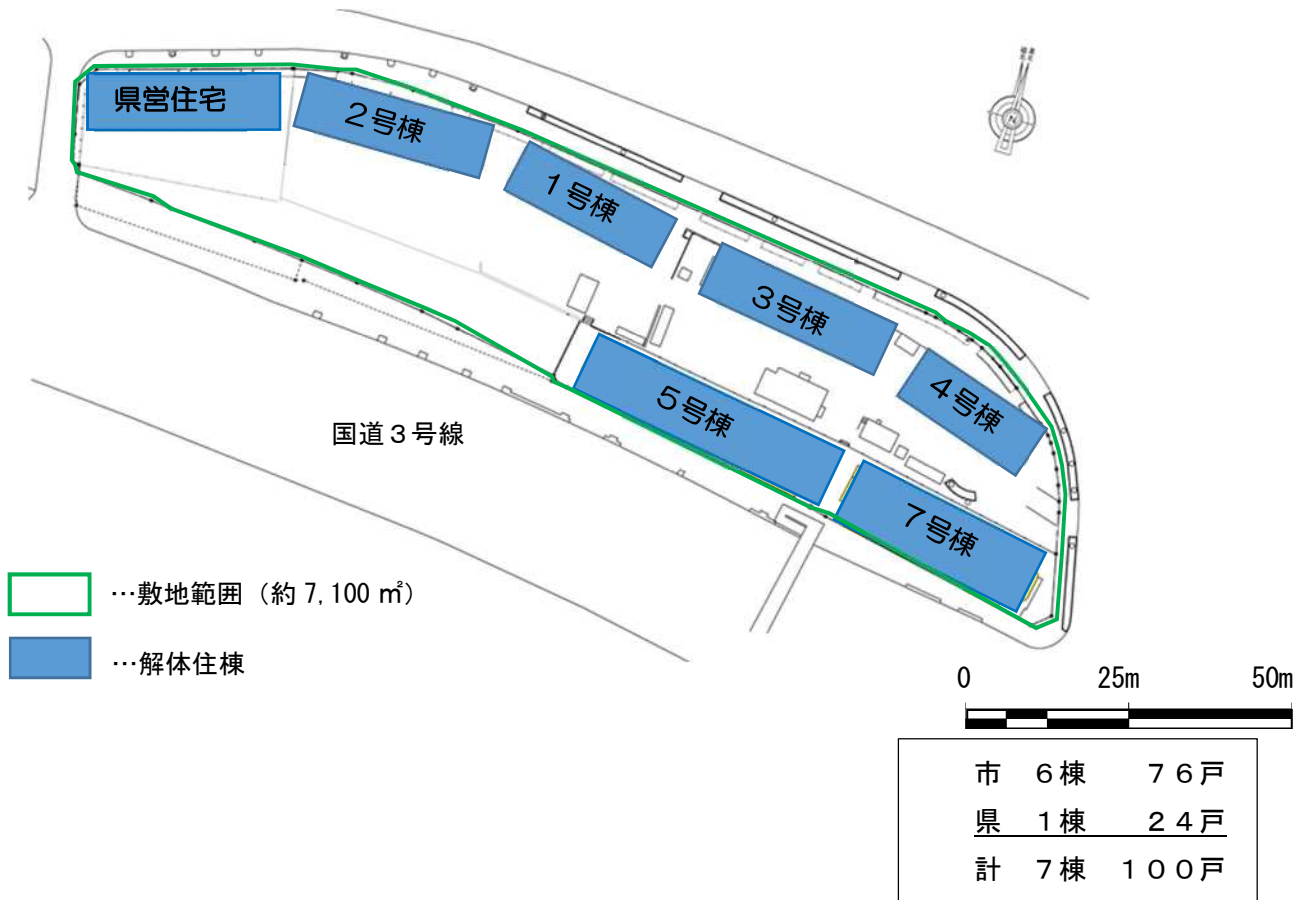 県営住宅
２号棟
１号棟
３号棟
４号棟
５号棟
７号棟
国道３号線
N
…敷地範囲（約 7,100 ㎡）
…解体住棟
0 25m 50m
市 ６棟 ７６戸
県 １棟 ２４戸
計 ７棟 １００戸